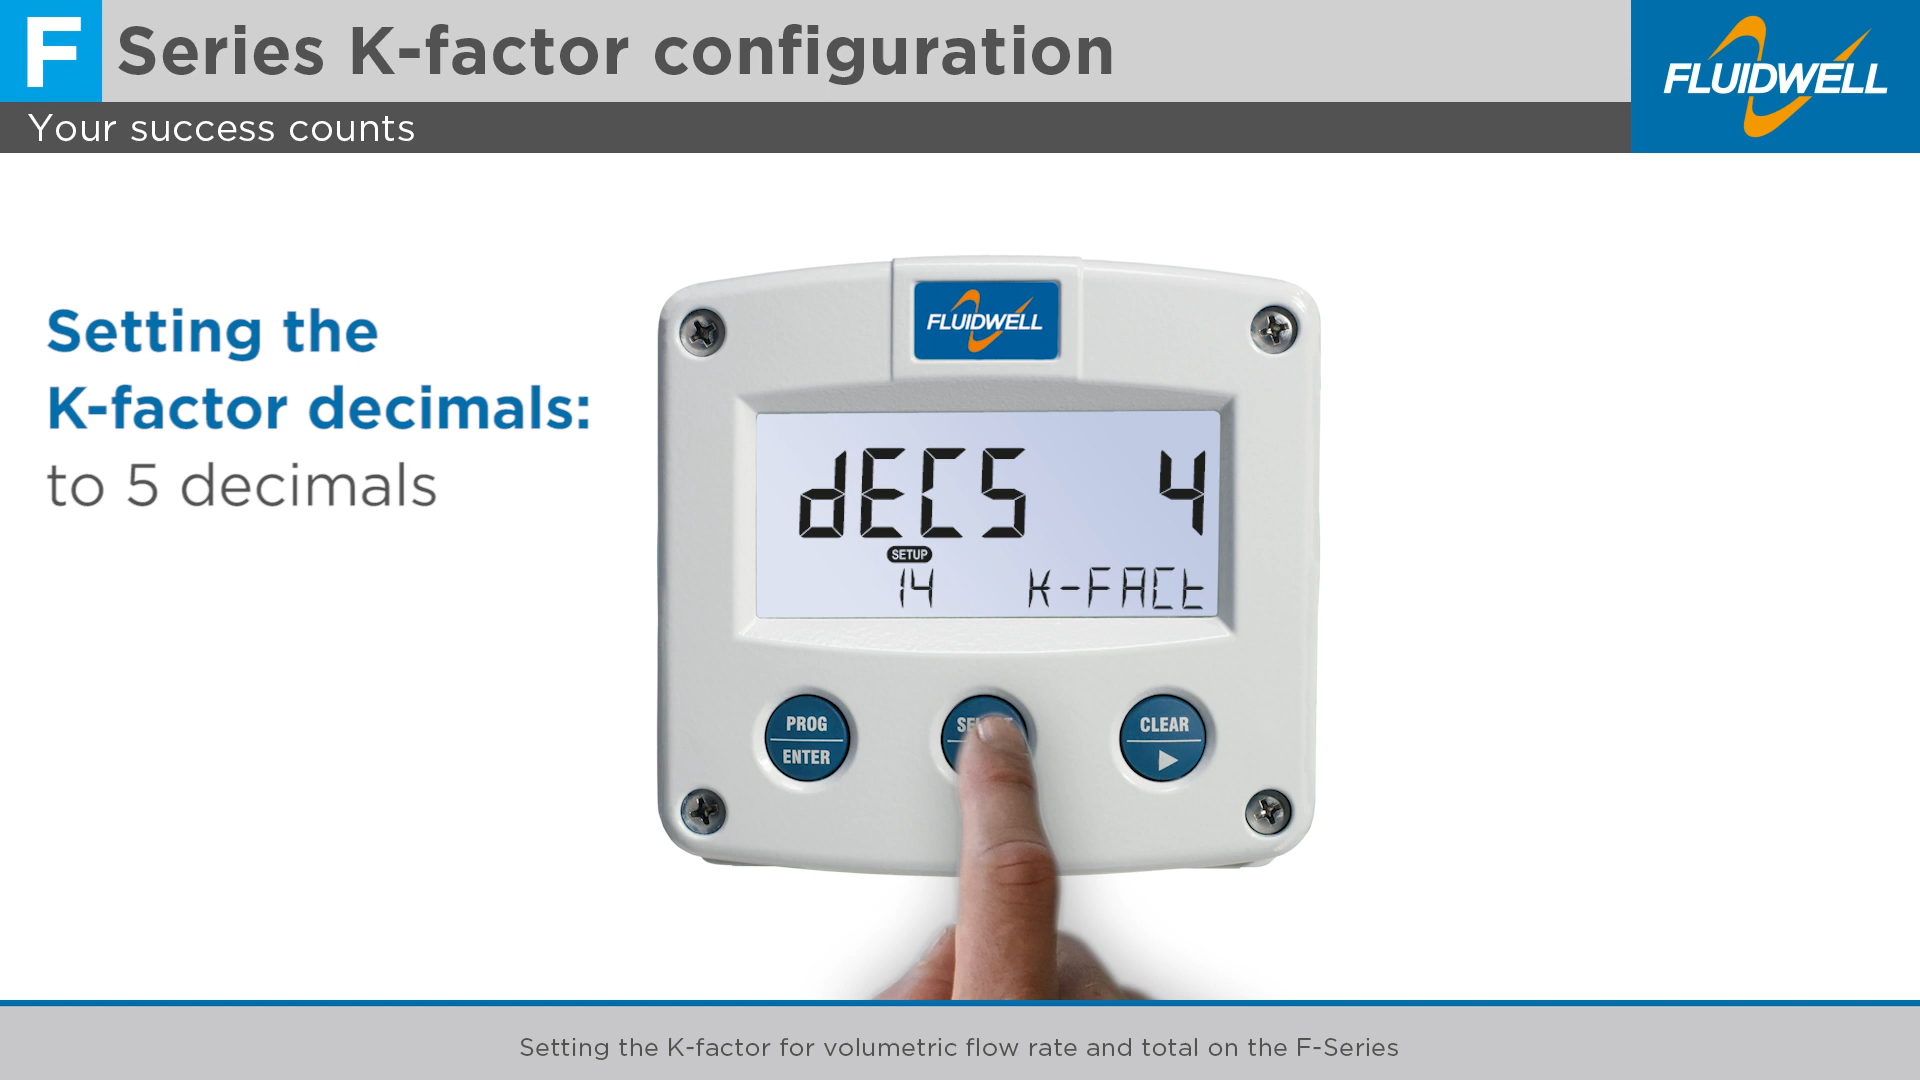 F Series K-factor configuration
FLUIDWELL
Your success counts
Setting the
K-factor decimals:
to 5 decimals
FLUIDWELL
dECS 4
SETUP
14 K-FACt
PROG
ENTER
CLEAR
Setting the K-factor for volumetric flow rate and total on the F-Series